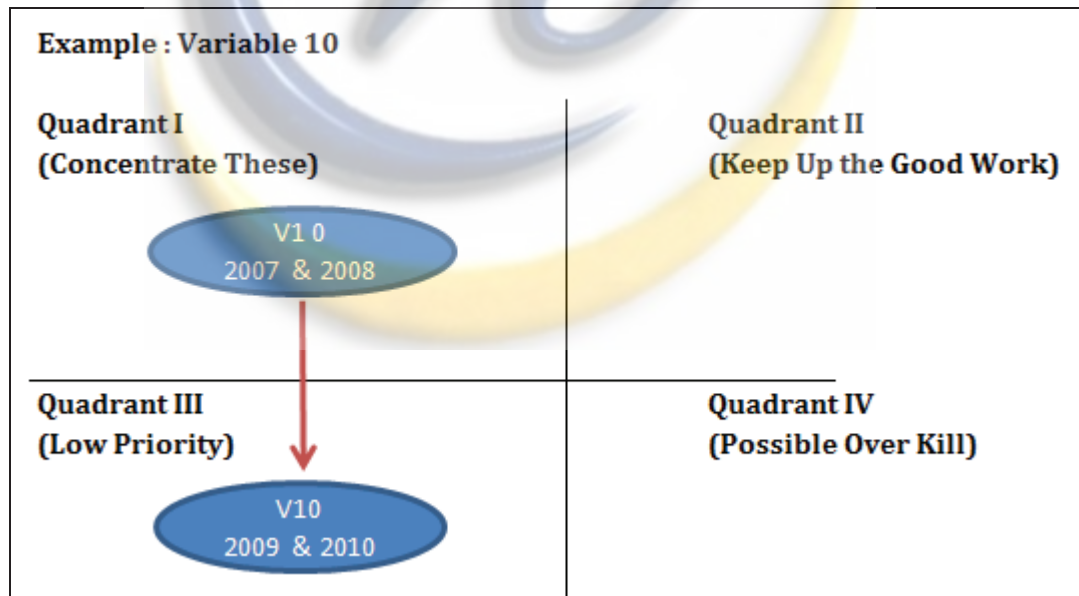 Example : Variable 10
Quadrant I
(Concentrate These)
Quadrant II
(Keep Up the Good Work)
V1 0
2007 & 2008
Quadrant III
(Low Priority)
Quadrant IV
(Possible Over Kill)
V10
2009 & 2010